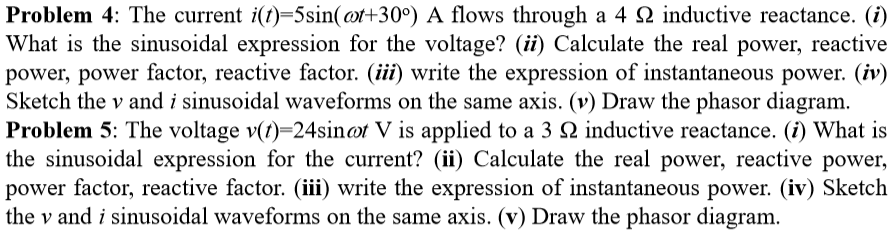 Problem 4: The current i(t)=5sin(ωt+30º) A flows through a 4 Ω inductive reactance. (i)
What is the sinusoidal expression for the voltage? (ii) Calculate the real power, reactive
power, power factor, reactive factor. (iii) write the expression of instantaneous power. (iv)
Sketch the v and i sinusoidal waveforms on the same axis. (v) Draw the phasor diagram.
Problem 5: The voltage v(t)=24sinωt V is applied to a 3 Ω inductive reactance. (i) What is
the sinusoidal expression for the current? (ii) Calculate the real power, reactive power,
power factor, reactive factor. (iii) write the expression of instantaneous power. (iv) Sketch
the v and i sinusoidal waveforms on the same axis. (v) Draw the phasor diagram.